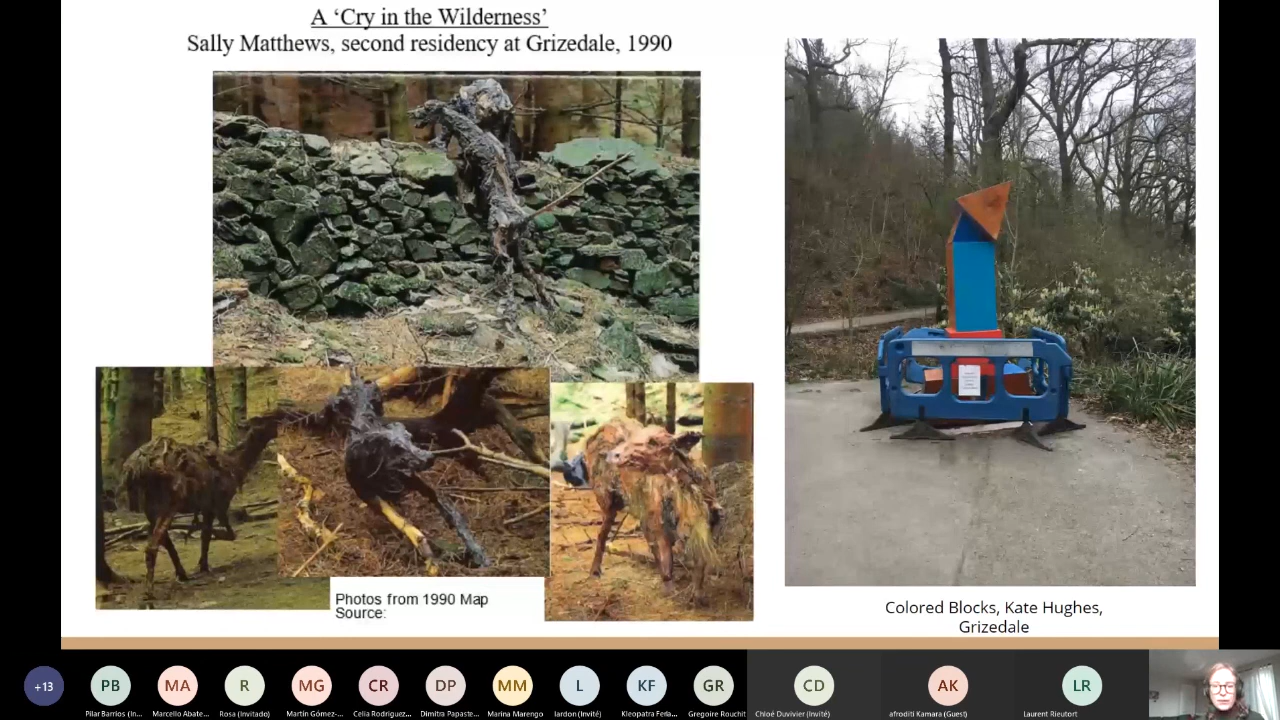 A ‘Cry in the Wilderness’
Sally Matthews, second residency at Grizedale, 1990
Photos from 1990 Map
Source:
Colored Blocks, Kate Hughes,
Grizedale
+13
PB
MA
R
MG
CR
DP
MM
L
KF
GR
CD
AK
LR
Pilar Barrios (In...
Marcello Abate...
Rosa (Invitado)
Martín Gómez-...
Celia Rodríguez...
Dimitra Papaste...
Marina Marengo
lardon (Invité)
Kleopatra Feŕla...
Gregoire Rouchit
Chloé Duvivier (Invité)
afroditi Kamara (Guest)
Laurent Rieutort